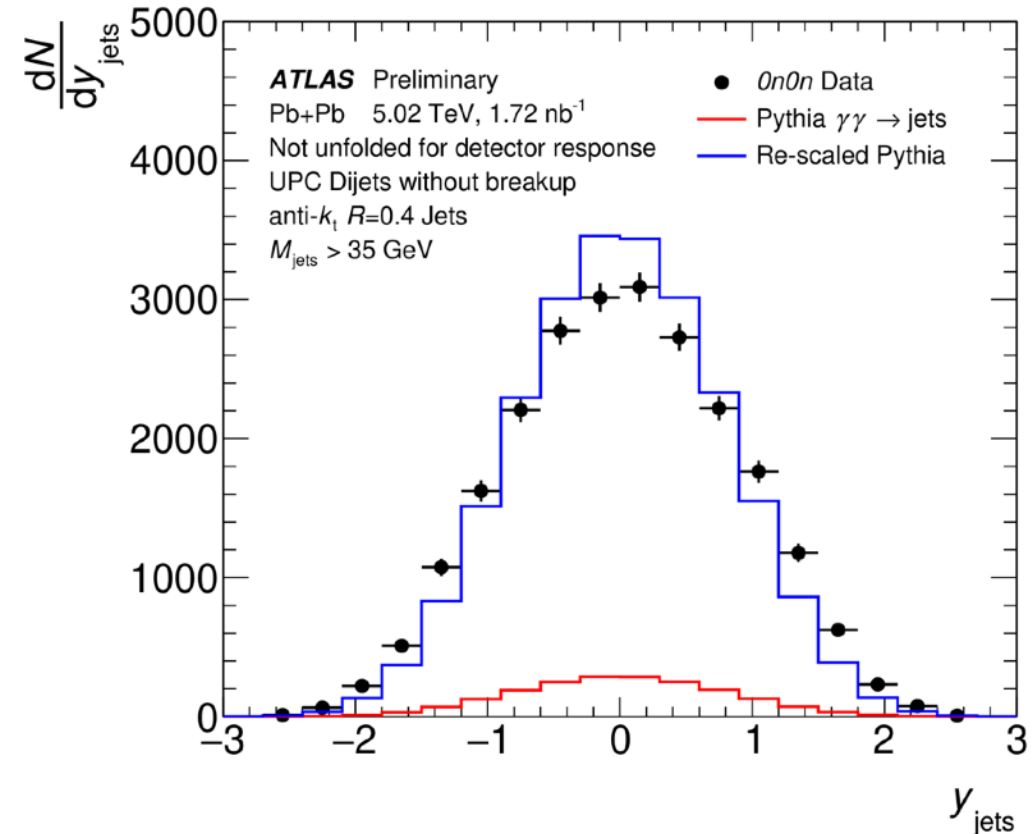 dN
dy_jets
5000
4000
3000
2000
1000
0
ATLAS Preliminary
Pb+Pb 5.02 TeV, 1.72 nb⁻¹
Not unfolded for detector response
UPC Dijets without breakup
anti-kₜ R=0.4 Jets
M_jets > 35 GeV
0n0n Data
Pythia γγ → jets
Re-scaled Pythia
−3 −2 −1 0 1 2 3
y_jets